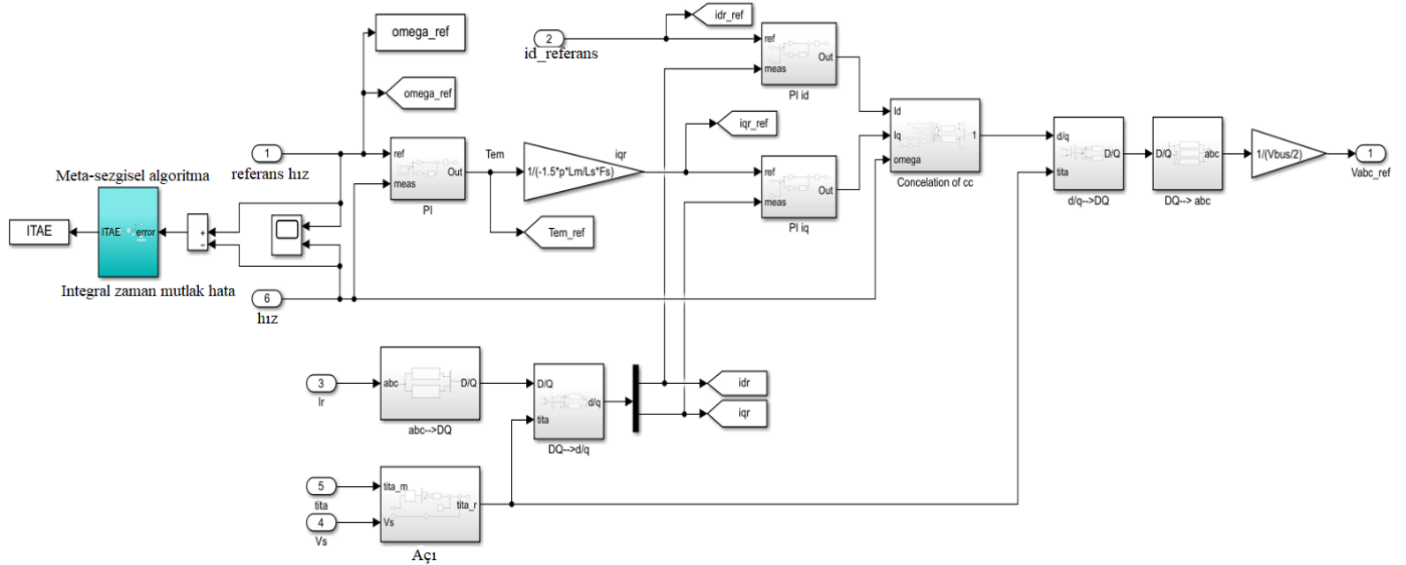 omega_ref
omega_ref
1
referans hız
ref
meas
Out
PI
Tem
1/(-1.5*p*Lm/Ls*Fs)
iqr
Tem_ref
2
id_referans
idr_ref
ref
meas
Out
PI id
iqr_ref
ref
meas
Out
PI iq
Id
Iq
omega
1
Concelation of cc
d/q
tita
D/Q
d/q-->DQ
D/Q
abc
DQ--> abc
1/(Vbus/2)
1
Vabc_ref
Meta-sezgisel algoritma
ITAE
ITAE
error
+
−
Integral zaman mutlak hata
6
hız
3
Ir
abc
D/Q
abc-->DQ
D/Q
tita
d/q
DQ-->d/q
idr
iqr
5
tita
4
Vs
tita_m
Vs
tita_r
Açı